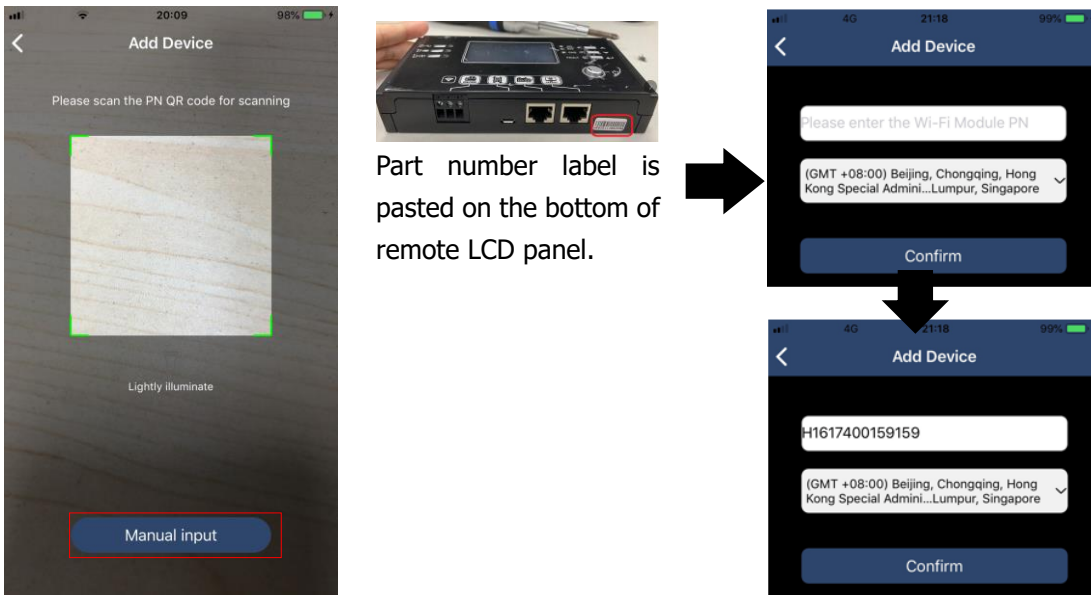 20:09
98%
Add Device
Please scan the PN QR code for scanning
Lightly illuminate
Manual input
Part number label is
pasted on the bottom of
remote LCD panel.
4G 21:18 99%
Add Device
Please enter the Wi-Fi Module PN
(GMT +08:00) Beijing, Chongqing, Hong
Kong Special Admini...Lumpur, Singapore
Confirm
4G 21:18 99%
Add Device
H1617400159159
(GMT +08:00) Beijing, Chongqing, Hong
Kong Special Admini...Lumpur, Singapore
Confirm